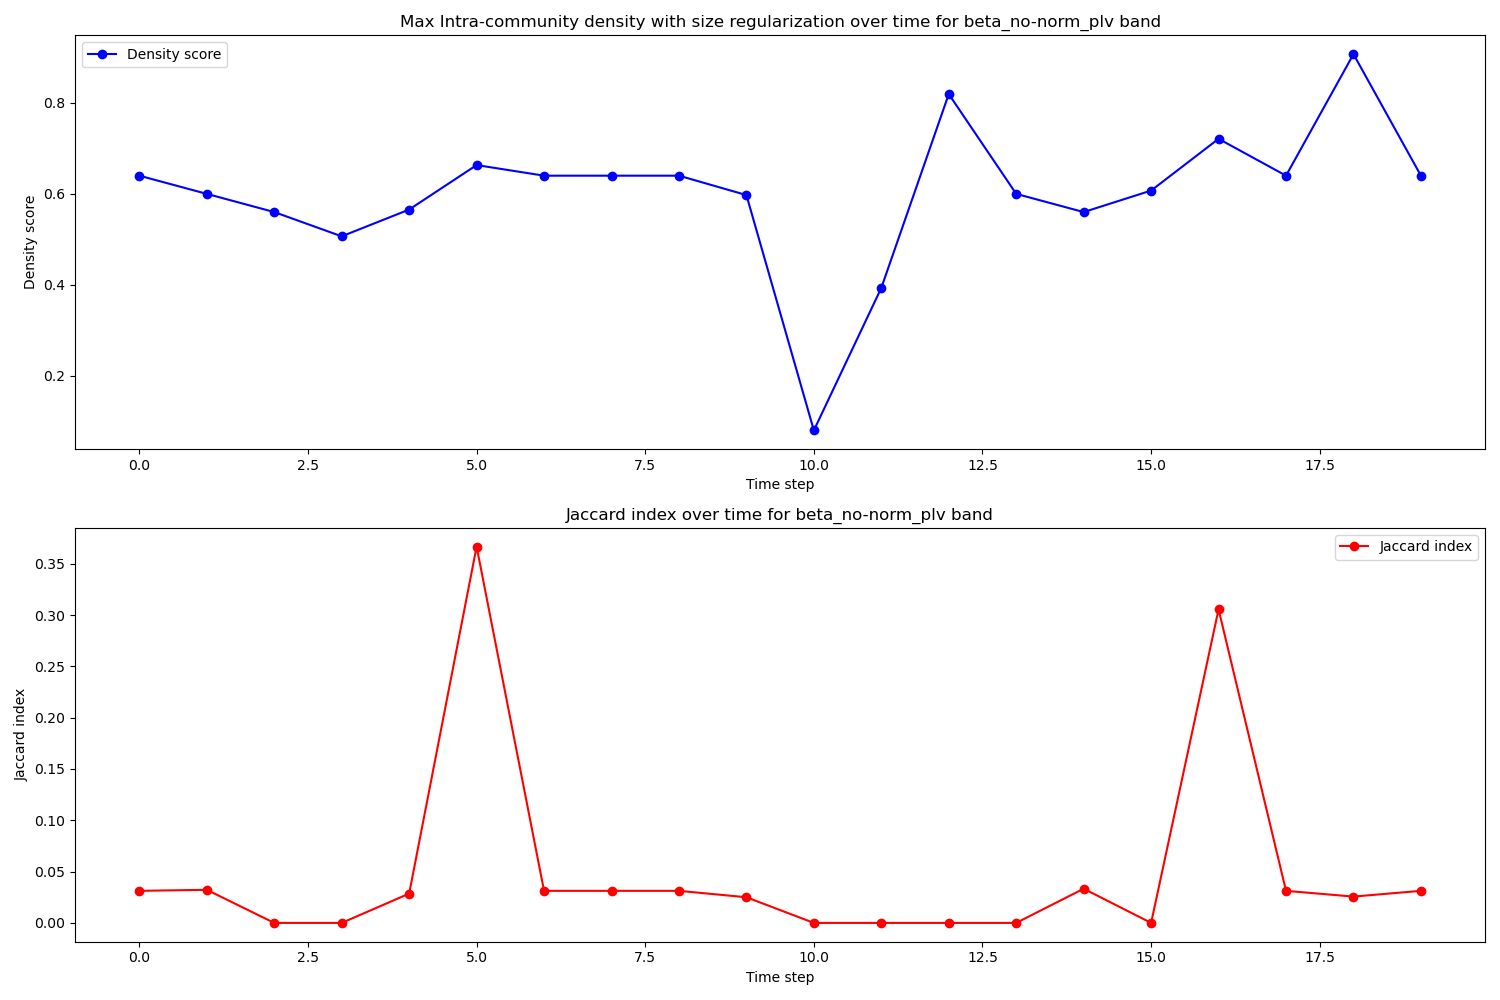 Max Intra-community density with size regularization over time for beta_no-norm_plv band
Density score
Density score
0.8
0.6
0.4
0.2
0.0 2.5 5.0 7.5 10.0 12.5 15.0 17.5
Time step
Jaccard index over time for beta_no-norm_plv band
Jaccard index
Jaccard index
0.35
0.30
0.25
0.20
0.15
0.10
0.05
0.00
0.0 2.5 5.0 7.5 10.0 12.5 15.0 17.5
Time step